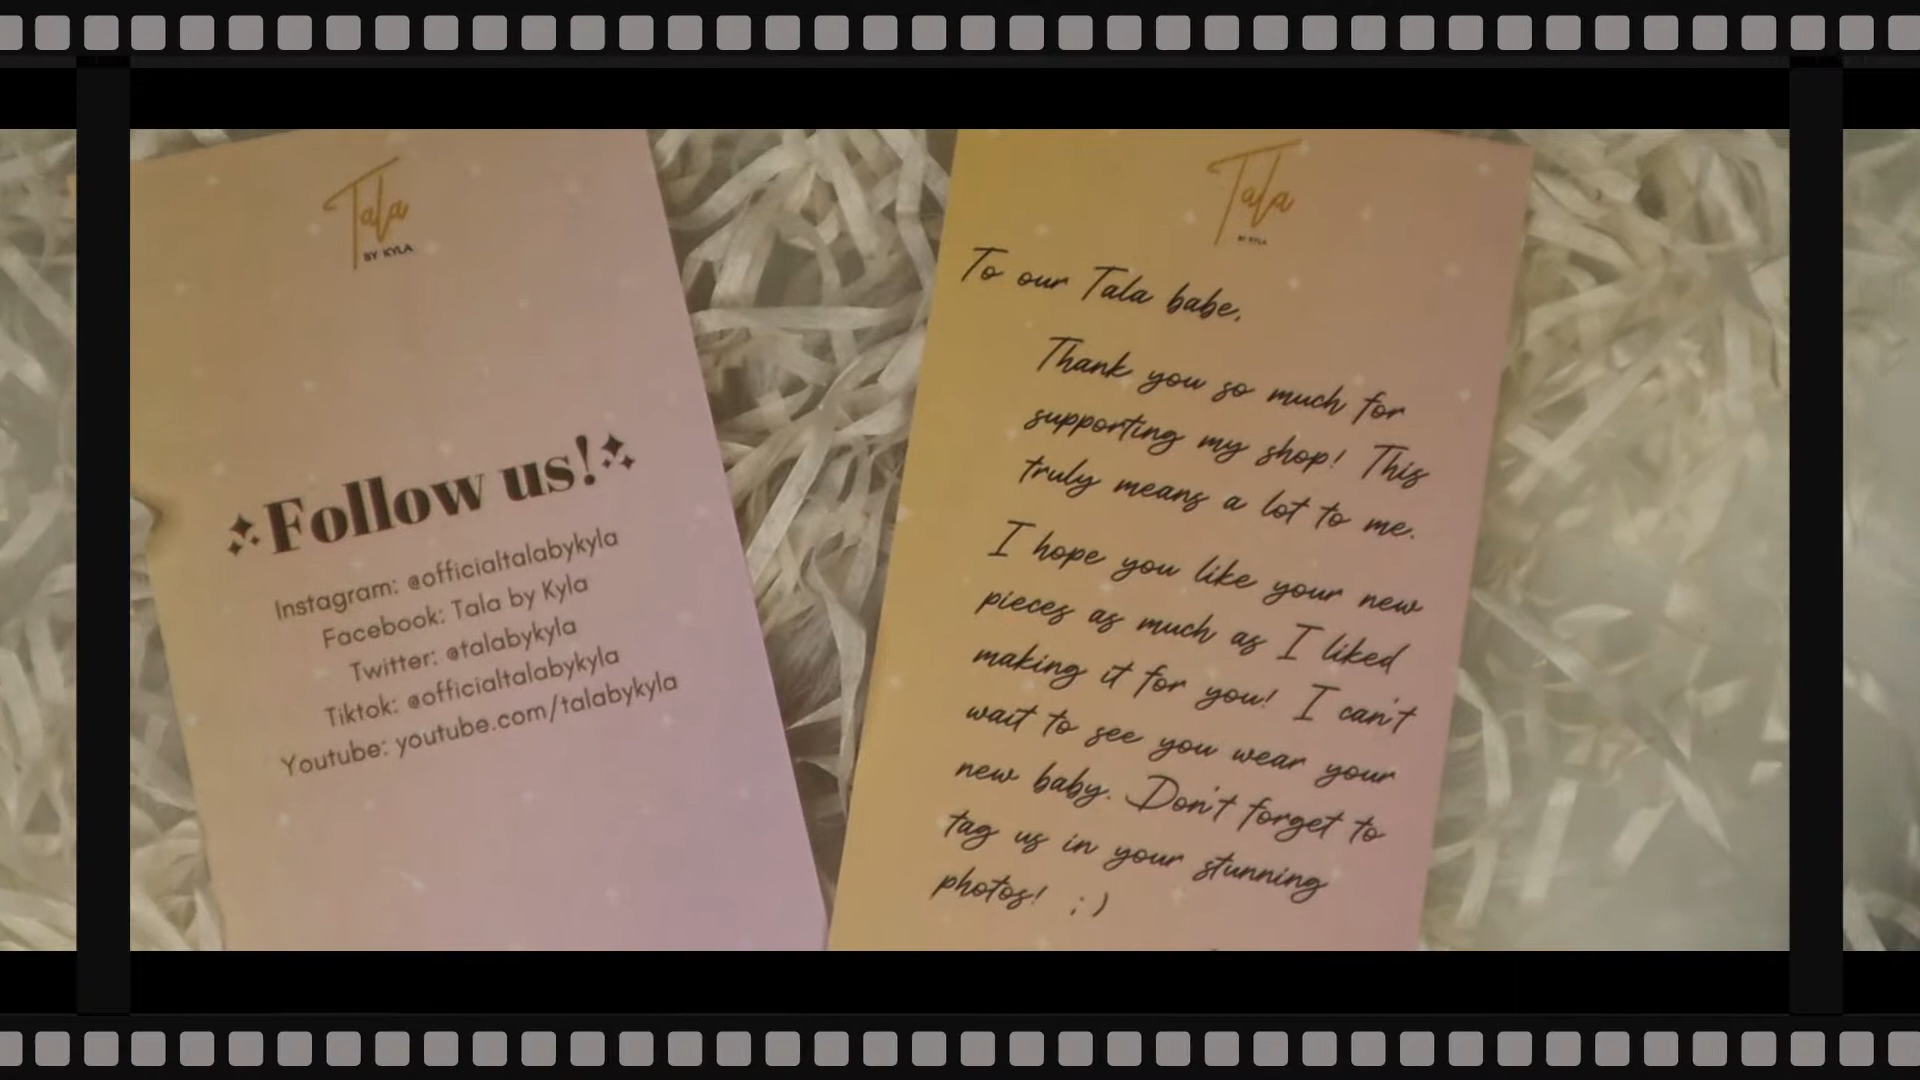 Tala
BY KYLA
Follow us!
Instagram: @officialtalabykyla
Facebook: Tala by Kyla
Twitter: @talabykyla
Tiktok: @officialtalabykyla
Youtube: youtube.com/talabykyla
Tala
BY KYLA
To our Tala babe,
Thank you so much for
supporting my shop! This
truly means a lot to me.
I hope you like your new
pieces as much as I liked
making it for you! I can't
wait to see you wear your
new baby. Don't forget to
tag us in your stunning
photos! ;)